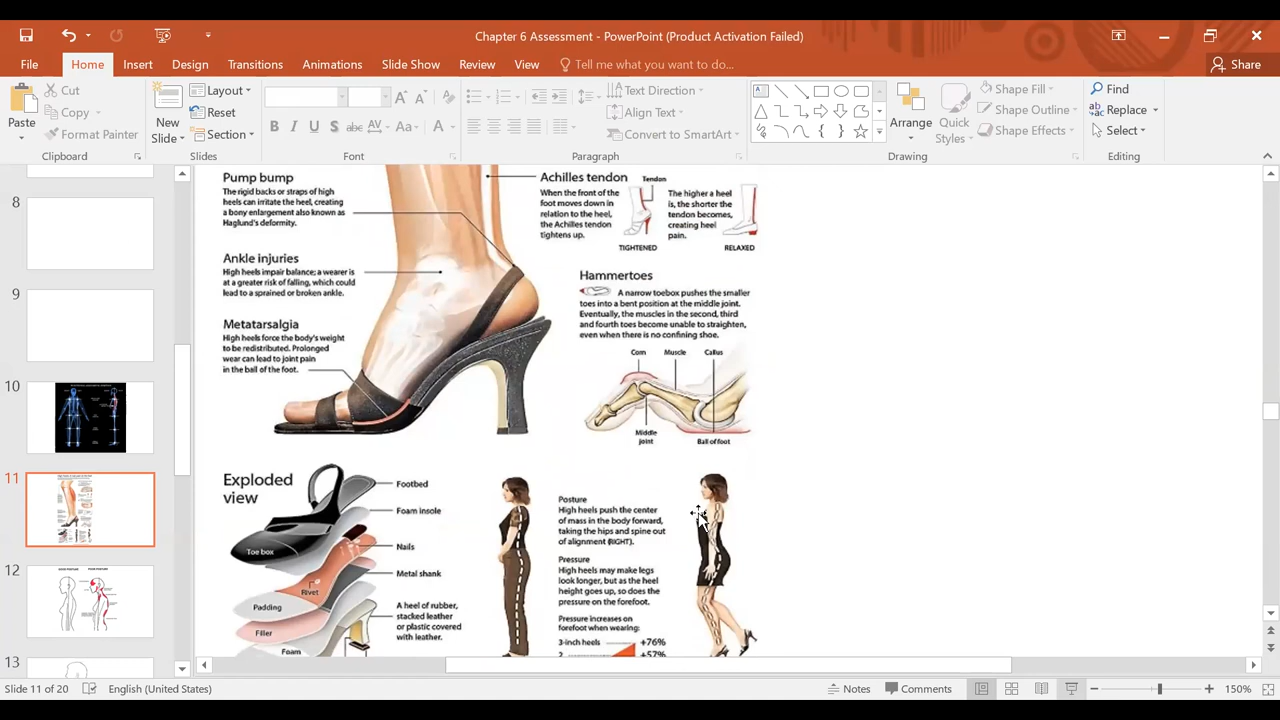 Chapter 6 Assessment - PowerPoint (Product Activation Failed)
File
Home
Insert
Design
Transitions
Animations
Slide Show
Review
View
Tell me what you want to do...
Share
Paste
Cut
Copy
Format Painter
Clipboard
New
Slide
Layout
Reset
Section
Slides
Font
Text Direction
Align Text
Convert to SmartArt
Paragraph
Arrange
Quick
Styles
Shape Fill
Shape Outline
Shape Effects
Drawing
Find
Replace
Select
Editing
8
9
10
11
12
13
Pump bump
The rigid backs or straps of high
heels can irritate the heel, creating
a bony enlargement also known as
Haglund's deformity.
Ankle injuries
High heels impair balance; a wearer is
at a greater risk of falling, which could
lead to a sprained or broken ankle.
Metatarsalgia
High heels force the body's weight
to be redistributed. Prolonged
wear can lead to joint pain
in the ball of the foot.
Achilles tendon
When the front of the
foot moves down in
relation to the heel,
the Achilles tendon
tightens up.
Tendon
TIGHTENED
The higher a heel
is, the shorter the
tendon becomes,
creating heel
pain.
RELAXED
Hammertoes
A narrow toebox pushes the smaller
toes into a bent position at the middle joint.
Eventually, the muscles in the second, third
and fourth toes become unable to straighten,
even when there is no confining shoe.
Corn
Muscle
Callus
Middle
joint
Ball of foot
Exploded
view
Footbed
Foam insole
Toe box
Nails
Metal shank
Rivet
Padding
Filler
Foam
A heel of rubber,
stacked leather
or plastic covered
with leather.
Posture
High heels push the center
of mass in the body forward,
taking the hips and spine out
of alignment (RIGHT).
Pressure
High heels may make legs
look longer, but as the heel
height goes up, so does the
pressure on the forefoot.
Pressure increases on
forefoot when wearing:
3-inch heels
+76%
+57%
Slide 11 of 20
English (United States)
Notes
Comments
150%